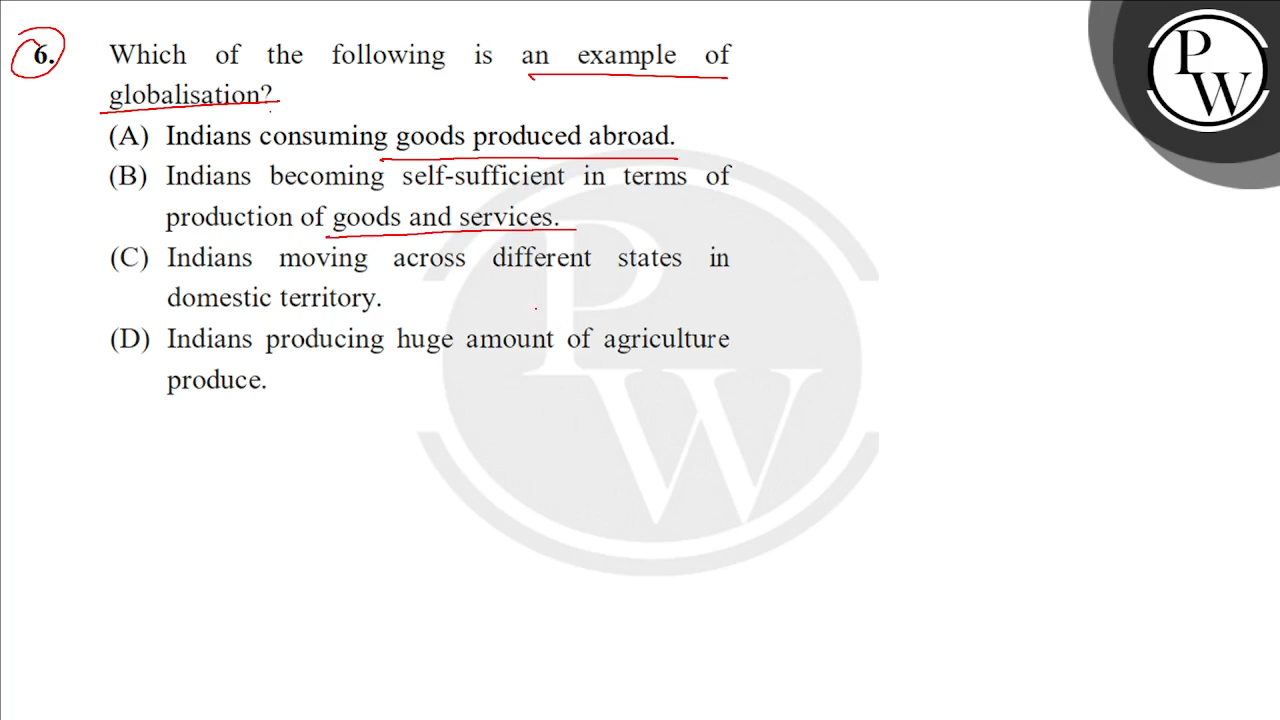 6. Which of the following is an example of
globalisation?
(A) Indians consuming goods produced abroad.
(B) Indians becoming self-sufficient in terms of
production of goods and services.
(C) Indians moving across different states in
domestic territory.
(D) Indians producing huge amount of agriculture
produce.
P
W
P
W